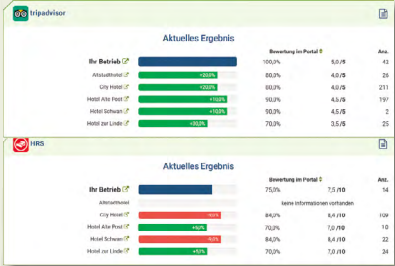 tripadvisor
Aktuelles Ergebnis
Bewertung im Portal Anz.
Ihr Betrieb 100,0% 5,0 /5 42
Altstadthotel +20,0% 80,0% 4,0 /5 26
City Hotel +20,0% 80,0% 4,0 /5 211
Hotel Alte Post +10,0% 90,0% 4,5 /5 197
Hotel Schwan +10,0% 90,0% 4,5 /5 2
Hotel zur Linde +30,0% 70,0% 3,5 /5 25
HRS
Aktuelles Ergebnis
Bewertung im Portal Anz.
Ihr Betrieb 75,0% 7,5 /10 14
Altstadthotel keine Informationen vorhanden
City Hotel 84,0% 8,4 /10 109
Hotel Alte Post +5,0% 70,0% 7,0 /10 10
Hotel Schwan 84,0% 8,4 /10 22
Hotel zur Linde +5,0% 70,0% 7,0 /10 24